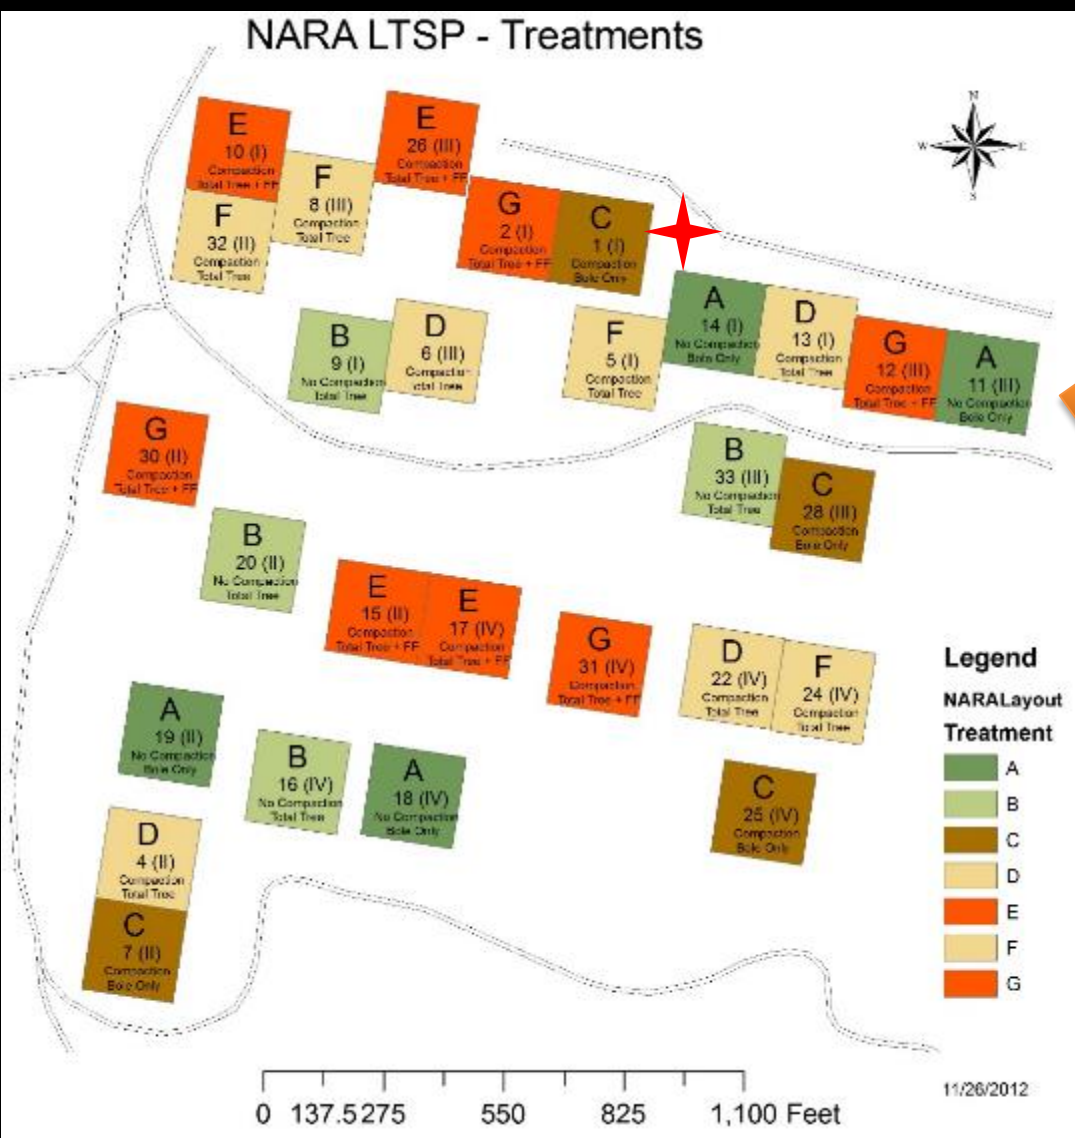 NARA LTSP - Treatments
N
W E
S
E
10 (I)
Compaction
Total Tree + FF
E
26 (III)
Compaction
Total Tree + FF
F
8 (III)
Compaction
Total Tree
F
32 (II)
Compaction
Total Tree
G
2 (I)
Compaction
Total Tree + FF
C
1 (I)
Compaction
Bole Only
A
14 (I)
No Compaction
Bole Only
D
13 (I)
Compaction
Total Tree
G
12 (III)
Compaction
Total Tree + FF
A
11 (III)
No Compaction
Bole Only
B
9 (I)
No Compaction
Total Tree
D
6 (III)
Compaction
Total Tree
F
5 (I)
Compaction
Total Tree
G
30 (II)
Compaction
Total Tree + FF
B
33 (III)
No Compaction
Total Tree
C
28 (III)
Compaction
Bole Only
B
20 (II)
No Compaction
Total Tree
E
15 (II)
Compaction
Total Tree + FF
E
17 (IV)
Compaction
Total Tree + FF
G
31 (IV)
Compaction
Total Tree + FF
D
22 (IV)
Compaction
Total Tree
F
24 (IV)
Compaction
Total Tree
A
19 (II)
No Compaction
Bole Only
B
16 (IV)
No Compaction
Total Tree
A
18 (IV)
No Compaction
Bole Only
C
25 (IV)
Compaction
Bole Only
D
4 (II)
Compaction
Total Tree
C
7 (II)
Compaction
Bole Only
Legend
NARALayout
Treatment
A
B
C
D
E
F
G
0 137.5 275 550 825 1,100 Feet
11/26/2012